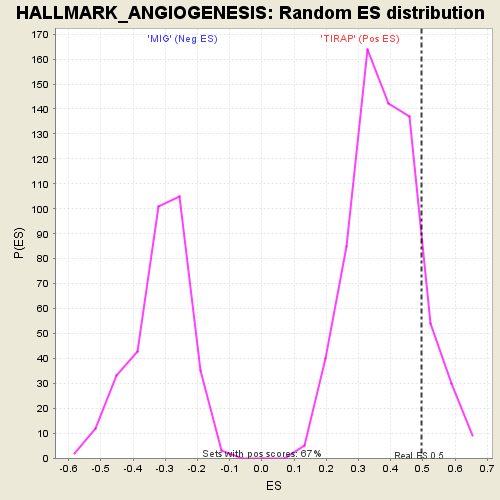 HALLMARK_ANGIOGENESIS: Random ES distribution
'MIG' (Neg ES) 'TIRAP' (Pos ES)
170
160
150
140
130
120
110
100
90
80
70
60
50
40
30
20
10
0
P(ES)
Sets with pos scores: 67%
Real ES 0.5
-0.6 -0.5 -0.4 -0.3 -0.2 -0.1 0.0 0.1 0.2 0.3 0.4 0.5 0.6 0.7
ES